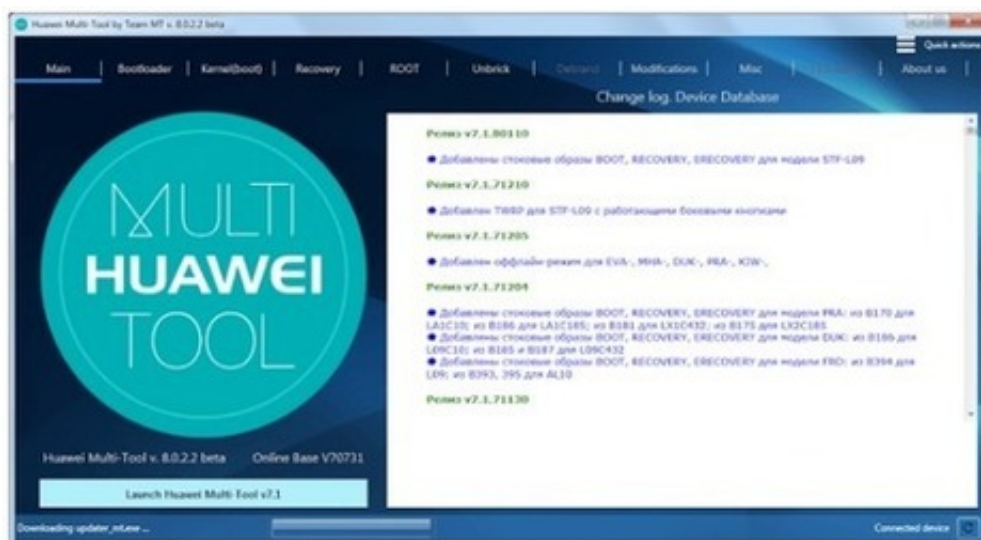 Huawei Multi-Tool by Team MT v. 8.0.2.2 beta
Quick actions
Main | Bootloader | Kernel(boot) | Recovery | ROOT | Unbrick | Debrand | Modifications | Misc | | About us |
Change log. Device Database
Релиз v7.1.80110
● Добавлены стоковые образы BOOT, RECOVERY, ERECOVERY для модели STF-L09
Релиз v7.1.71210
● Добавлен TWRP для STF-L09 с работающими боковыми кнопками
Релиз v7.1.71205
● Добавлен оффлайн-режим для EVA-, MHA-, DUK-, PRA-, KIW-,
Релиз v7.1.71204
● Добавлены стоковые образы BOOT, RECOVERY, ERECOVERY для модели PRA: из B170 для
LA1C10; из B186 для LA1C185; из B181 для LX1C432; из B175 для LX2C185
● Добавлены стоковые образы BOOT, RECOVERY, ERECOVERY для модели DUK: из B186 для
L09C10; из B185 и B187 для L09C432
● Добавлены стоковые образы BOOT, RECOVERY, ERECOVERY для модели FRD: из B394 для
L09; из B393, 395 для AL10
Релиз v7.1.71130
MULTI
HUAWEI
TOOL
Huawei Multi-Tool v. 8.0.2.2 beta
Online Base V70731
Launch Huawei Multi-Tool v7.1
Downloading updater_mt.exe ...
Connected device